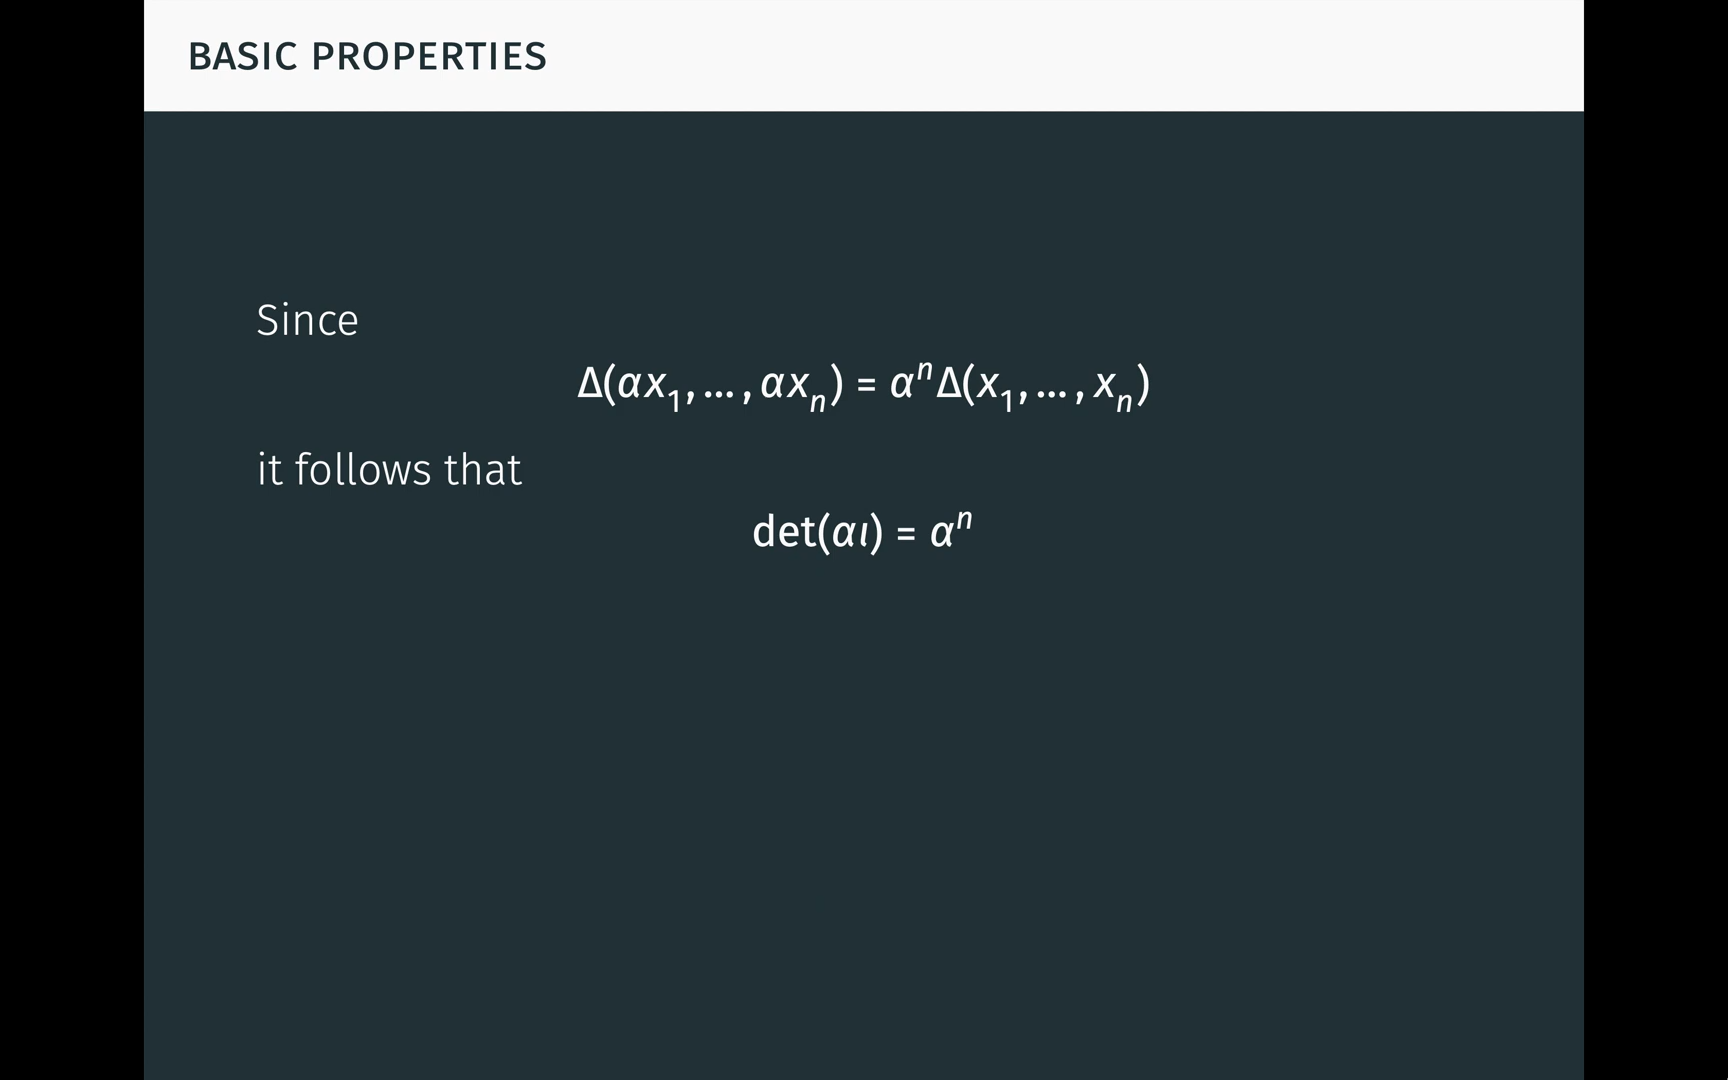 BASIC PROPERTIES
Since
Δ(αx₁, … , αxₙ) = αⁿΔ(x₁, … , xₙ)
it follows that
det(αι) = αⁿ